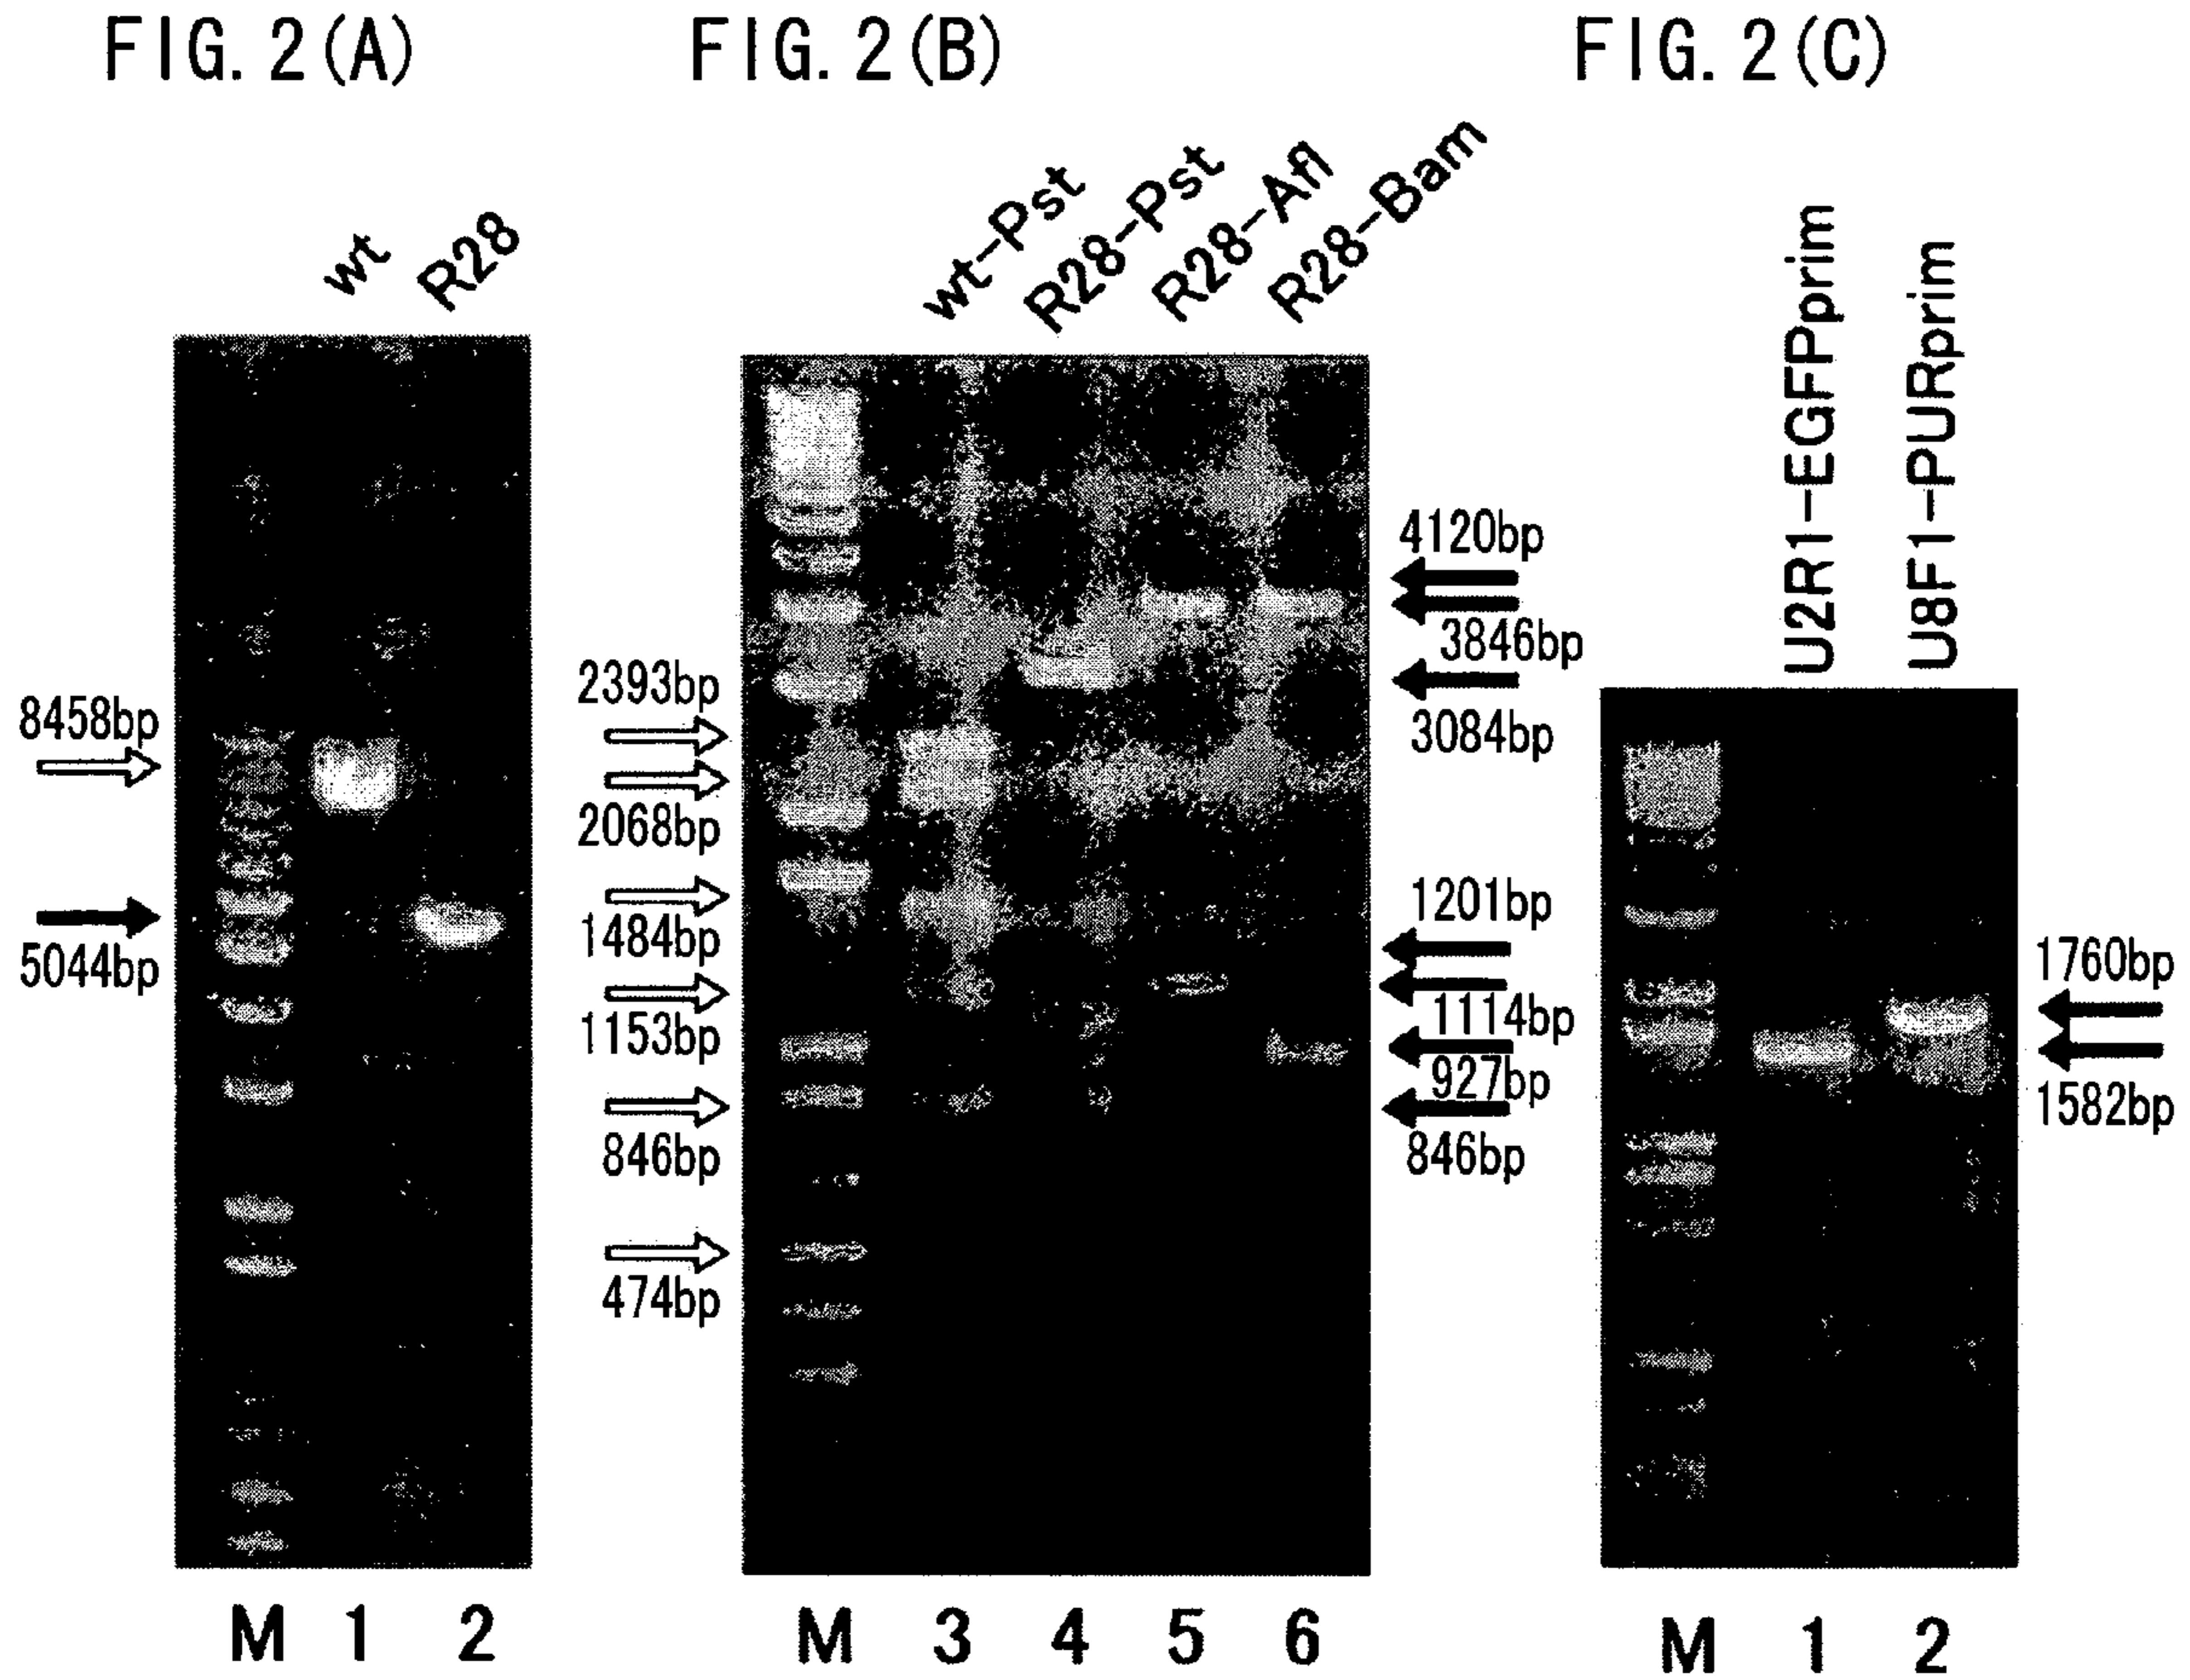 FIG. 2 (A)
FIG. 2 (B)
FIG. 2 (C)
wt
R28
8458bp
5044bp
M 1 2
wt-Pst
R28-Pst
R28-Afl
R28-Bam
2393bp
2068bp
1484bp
1153bp
846bp
474bp
4120bp
3846bp
3084bp
1201bp
1114bp
927bp
846bp
M 3 4 5 6
U2R1-EGFPprim
U8F1-PURprim
1760bp
1582bp
M 1 2